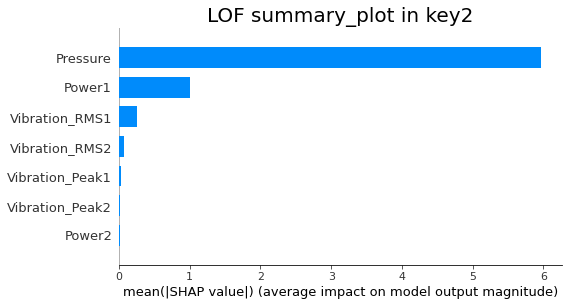 LOF summary_plot in key2
Pressure
Power1
Vibration_RMS1
Vibration_RMS2
Vibration_Peak1
Vibration_Peak2
Power2
0 1 2 3 4 5 6
mean(|SHAP value|) (average impact on model output magnitude)